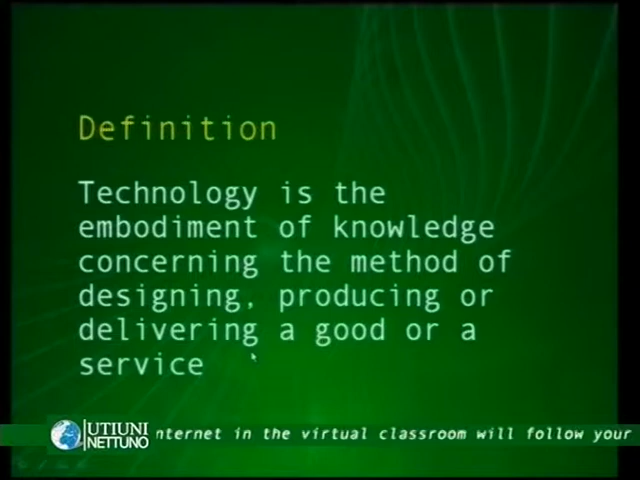 Definition
Technology is the
embodiment of knowledge
concerning the method of
designing, producing or
delivering a good or a
service
UTIUNI
NETTUNO
nternet in the virtual classroom will follow your